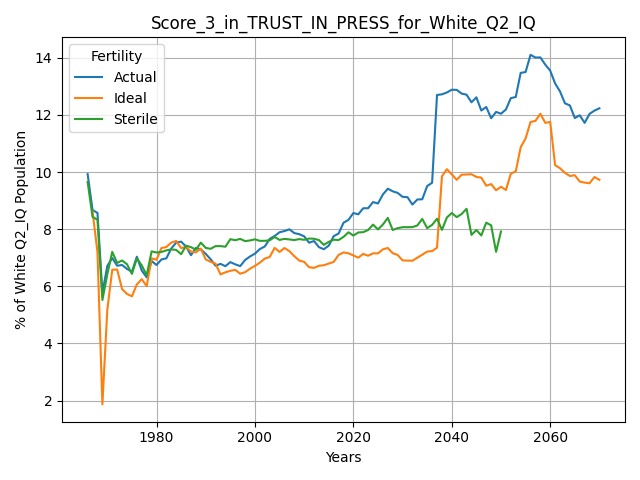 Score_3_in_TRUST_IN_PRESS_for_White_Q2_IQ
Fertility
Actual
Ideal
Sterile
% of White Q2_IQ Population
14
12
10
8
6
4
2
1980
2000
2020
2040
2060
Years